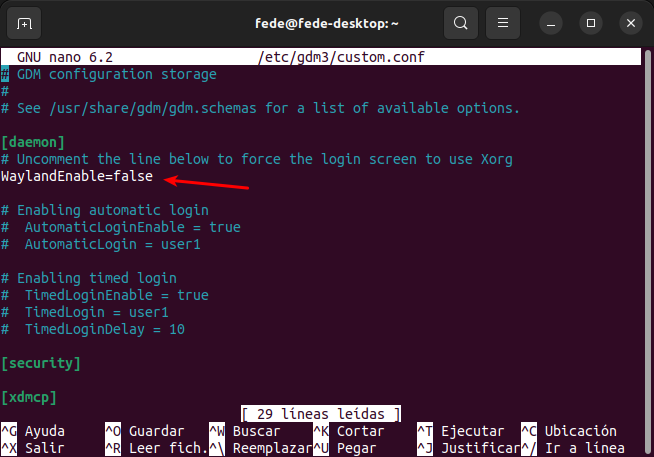 fede@fede-desktop: ~
GNU nano 6.2 /etc/gdm3/custom.conf
# GDM configuration storage
#
# See /usr/share/gdm/gdm.schemas for a list of available options.
[daemon]
# Uncomment the line below to force the login screen to use Xorg
WaylandEnable=false
# Enabling automatic login
#  AutomaticLoginEnable = true
#  AutomaticLogin = user1
# Enabling timed login
#  TimedLoginEnable = true
#  TimedLogin = user1
#  TimedLoginDelay = 10
[security]
[xdmcp]
[ 29 líneas leídas ]
^G Ayuda ^O Guardar ^W Buscar ^K Cortar ^T Ejecutar ^C Ubicación
^X Salir ^R Leer fich. ^\ Reemplazar ^U Pegar ^J Justificar ^/ Ir a línea